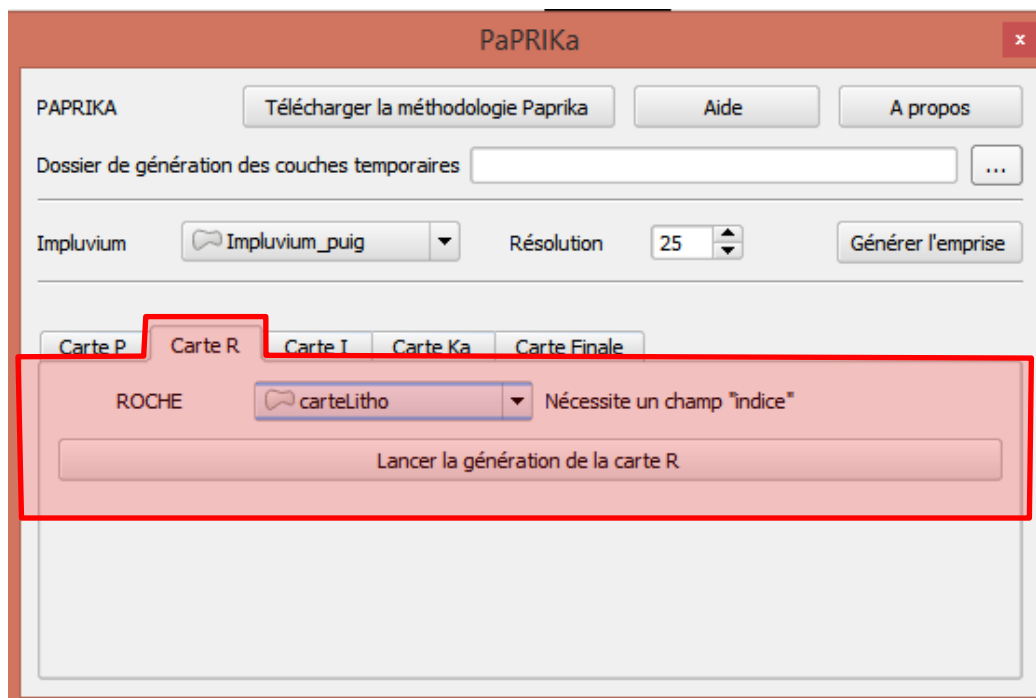 PaPRIKa x
PAPRIKA Télécharger la méthodologie Paprika Aide A propos
Dossier de génération des couches temporaires ...
Impluvium Impluvium_puig Résolution 25 Générer l'emprise
Carte P Carte R Carte I Carte Ka Carte Finale
ROCHE carteLitho Nécessite un champ "indice"
Lancer la génération de la carte R